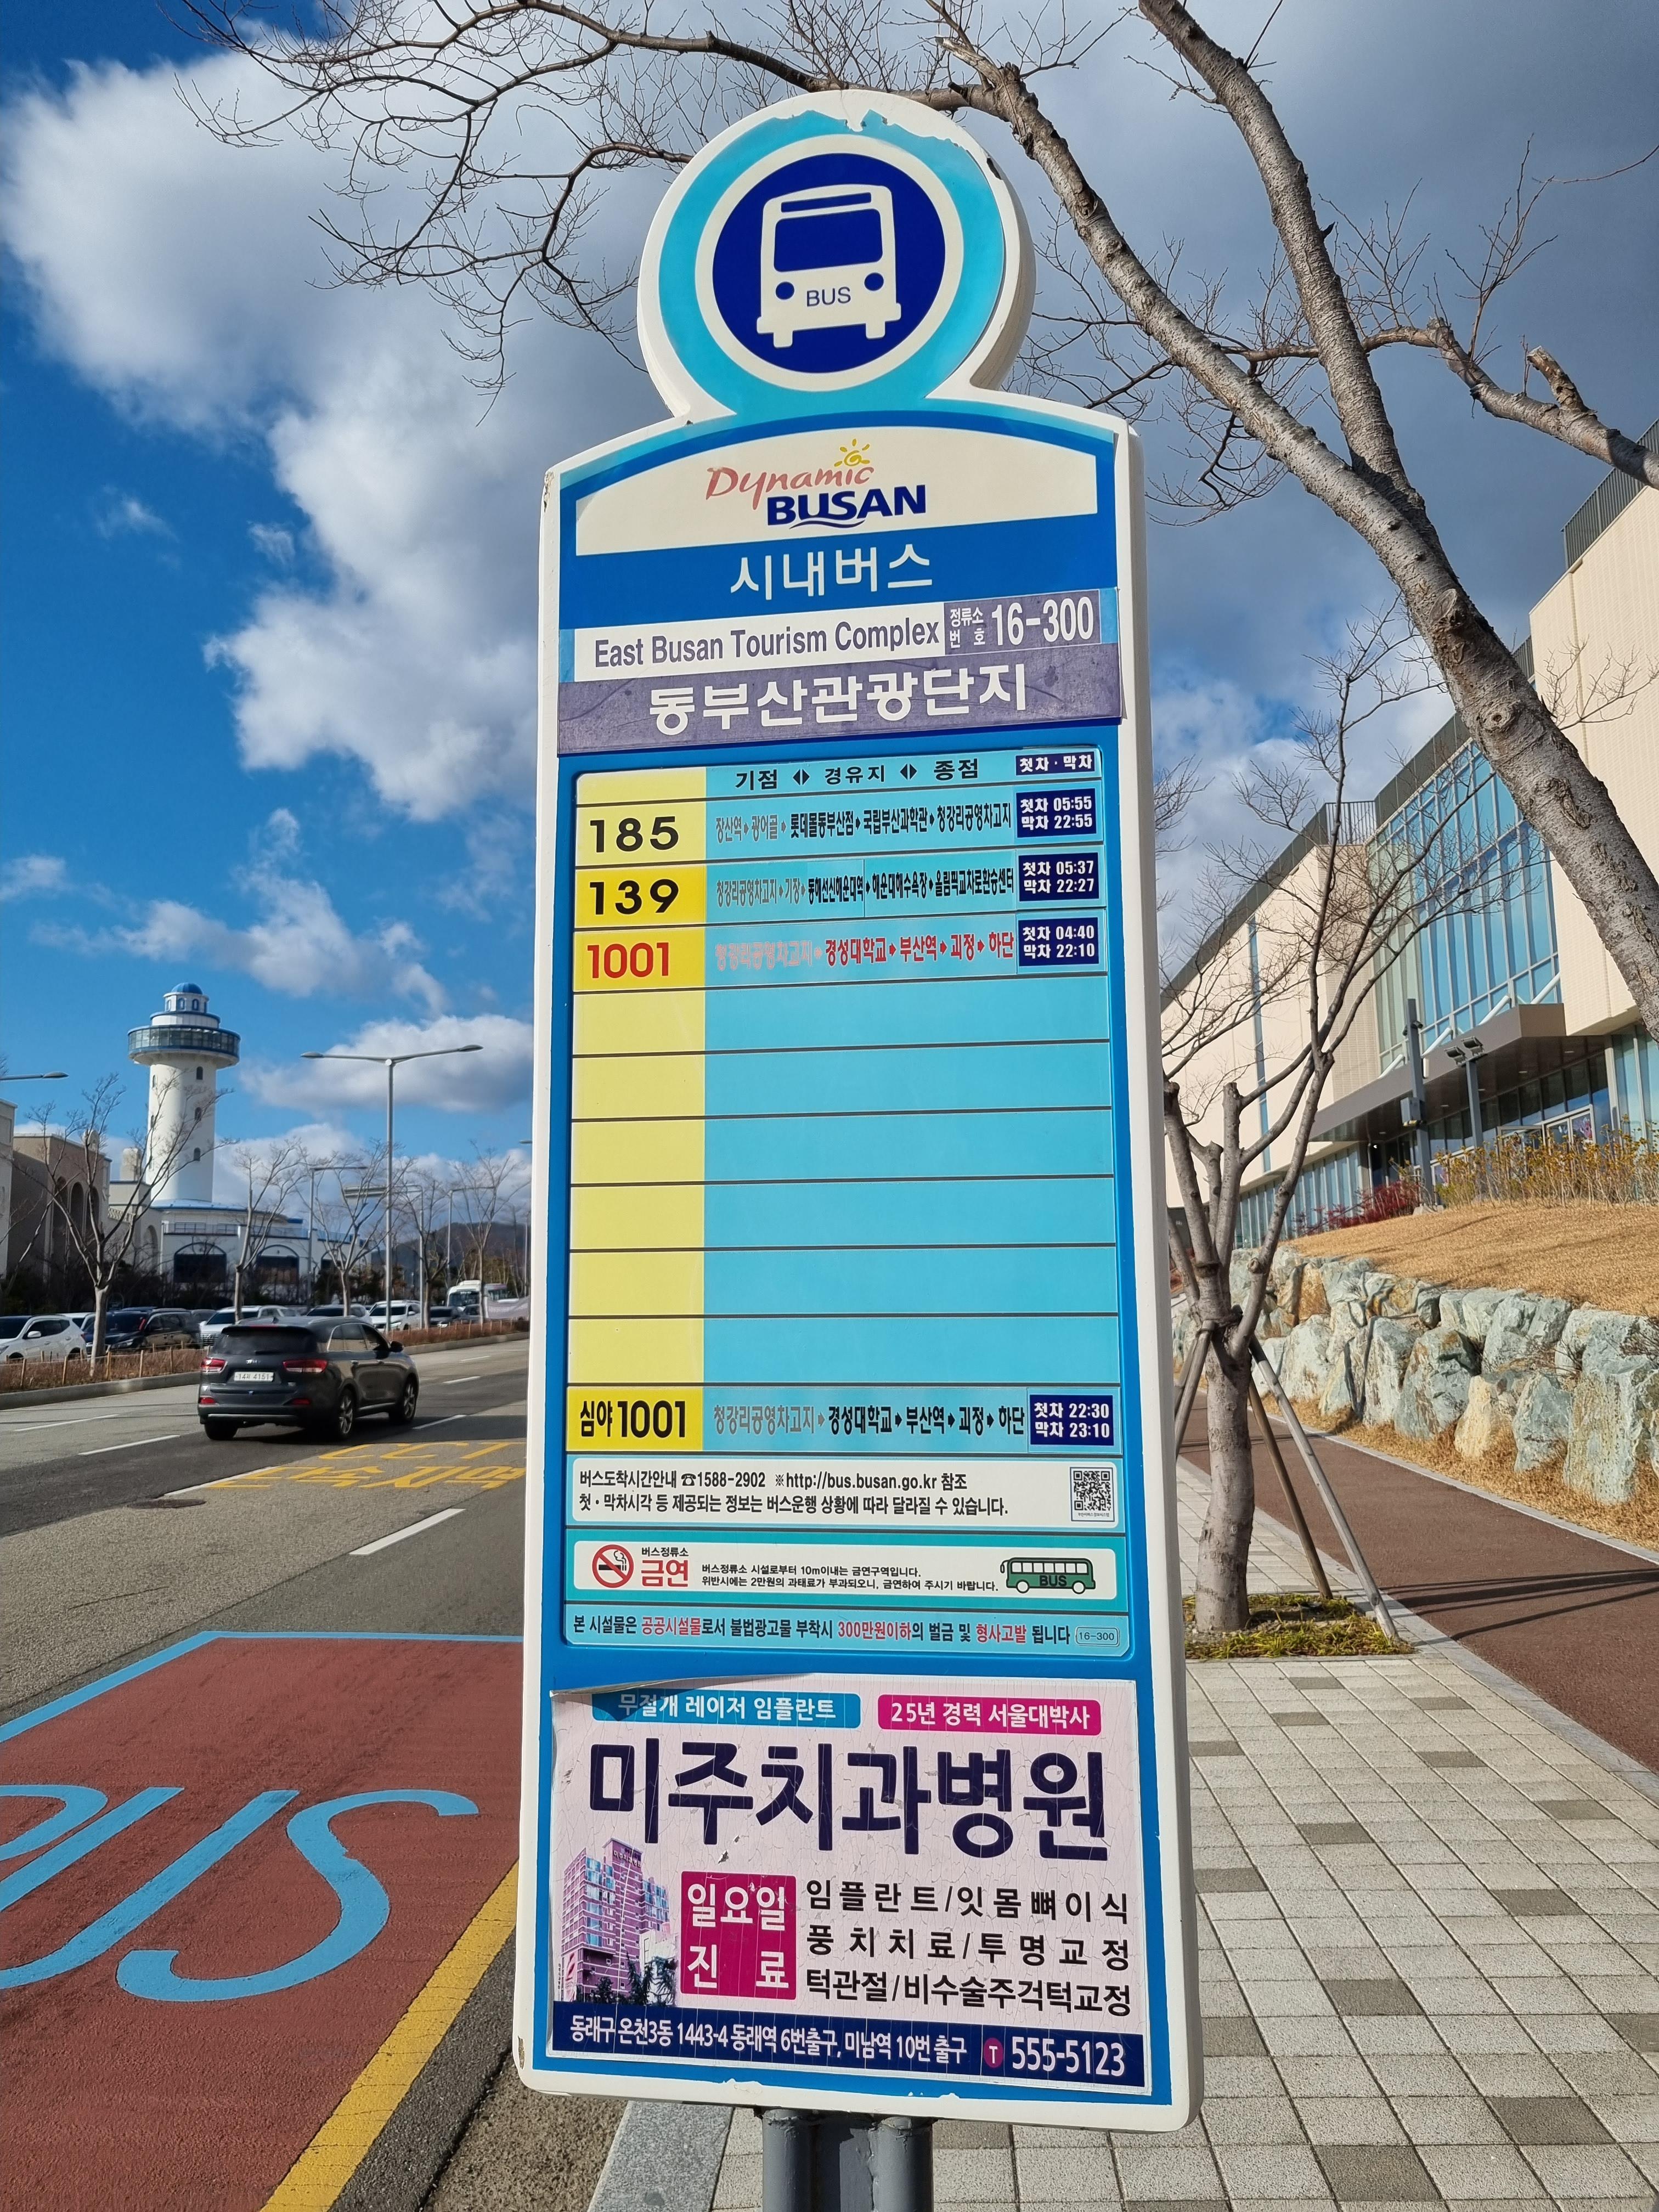 BUS
Dynamic
BUSAN
시내버스
East Busan Tourism Complex 정류소 번호 16-300
동부산관광단지
기점 ◀▶ 경유지 ◀▶ 종점 첫차·막차
185 장산역▶광어골▶롯데몰동부산점▶국립부산과학관▶청강리공영차고지 첫차 05:55 막차 22:55
139 청강리공영차고지▶기장▶동해선신해운대역▶해운대해수욕장▶올림픽교차로환승센터 첫차 05:37 막차 22:27
1001 청강리공영차고지▶경성대학교▶부산역▶괴정▶하단 첫차 04:40 막차 22:10
심야1001 청강리공영차고지▶경성대학교▶부산역▶괴정▶하단 첫차 22:30 막차 23:10
버스도착시간안내 ☎1588-2902 ※http://bus.busan.go.kr 참조
첫·막차시각 등 제공되는 정보는 버스운행 상황에 따라 달라질 수 있습니다.
버스정류소
금연
버스정류소 시설로부터 10m이내는 금연구역입니다.
위반시에는 2만원의 과태료가 부과되오니, 금연하여 주시기 바랍니다.
BUS
본 시설물은 공공시설물로서 불법광고물 부착시 300만원이하의 벌금 및 형사고발 됩니다 16-300
무절개 레이저 임플란트 25년 경력 서울대박사
미주치과병원
일요일
진료
임플란트/잇몸뼈이식
풍치치료/투명교정
턱관절/비수술주걱턱교정
동래구 온천3동 1443-4 동래역 6번출구, 미남역 10번 출구 T 555-5123
BUS